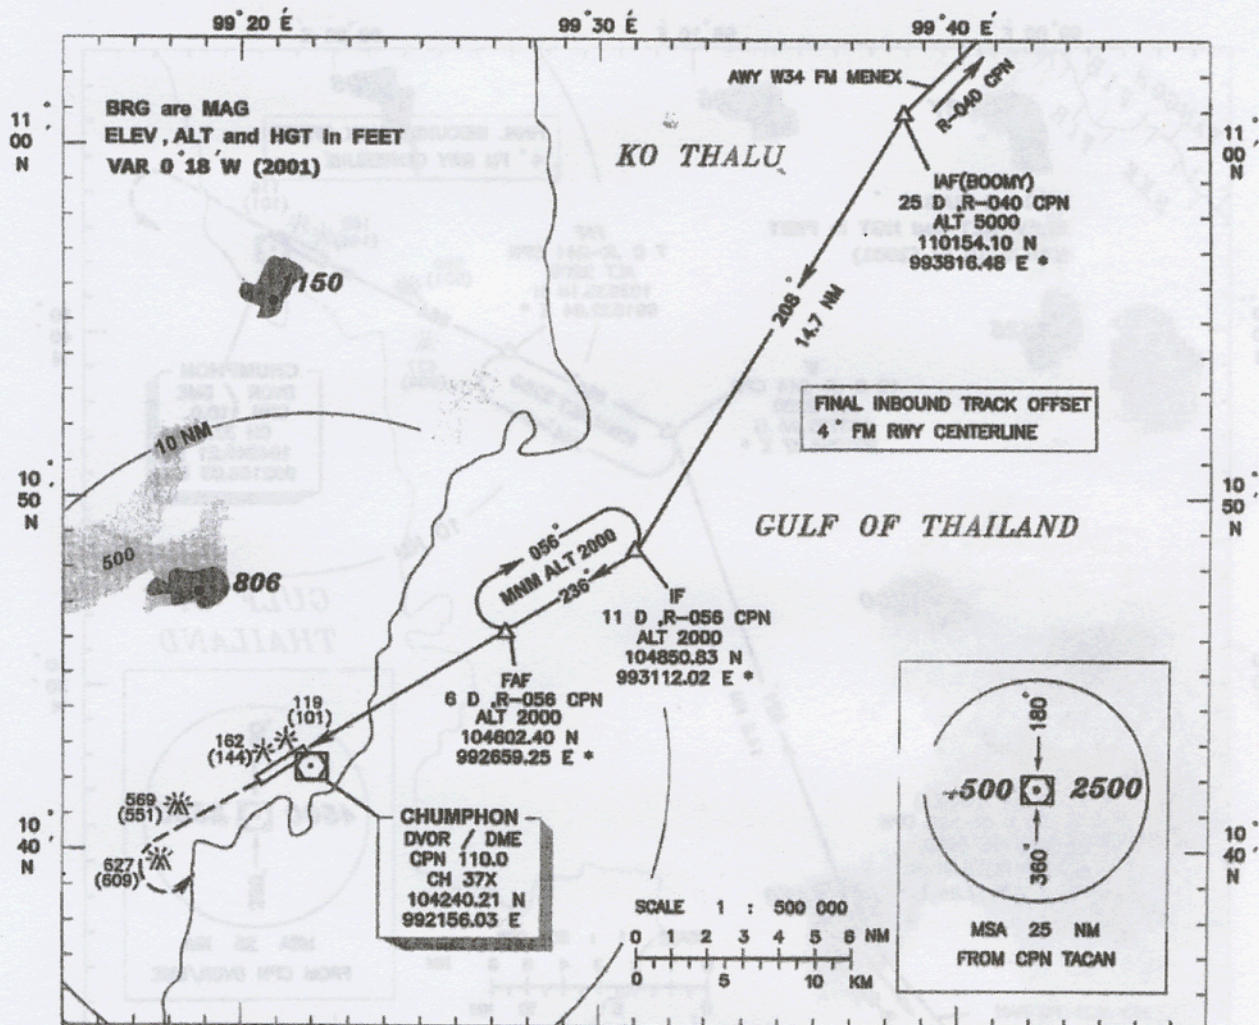 99° 20 É
99° 30 É
99° 40 E'
BRG are MAG
ELEV, ALT and HGT in FEET
VAR 0° 18' W (2001)
AWY W34 FM MENEX
R-040 CPN
KO THALU
11° 00' N
11° 00' N
IAF(BOOMY)
25 D ,R-040 CPN
ALT 5000
110154.10 N
993816.48 E *
1150
208°
14.7 NM
FINAL INBOUND TRACK OFFSET
4° FM RWY CENTERLINE
10 NM
10° 50' N
10° 50' N
GULF OF THAILAND
056°
MNM ALT 2000
236°
500
806
IF
11 D ,R-056 CPN
ALT 2000
104850.83 N
993112.02 E *
FAF
6 D ,R-056 CPN
ALT 2000
104602.40 N
992659.25 E *
119
(101)
162
(144)
569
(551)
627
(609)
10° 40' N
10° 40' N
CHUMPHON
DVOR / DME
CPN 110.0
CH 37X
104240.21 N
992156.03 E
SCALE 1 : 500 000
0 2 3 4 5 6 NM
0 5 10 KM
180°
2500
360°
MSA 25 NM
FROM CPN TACAN